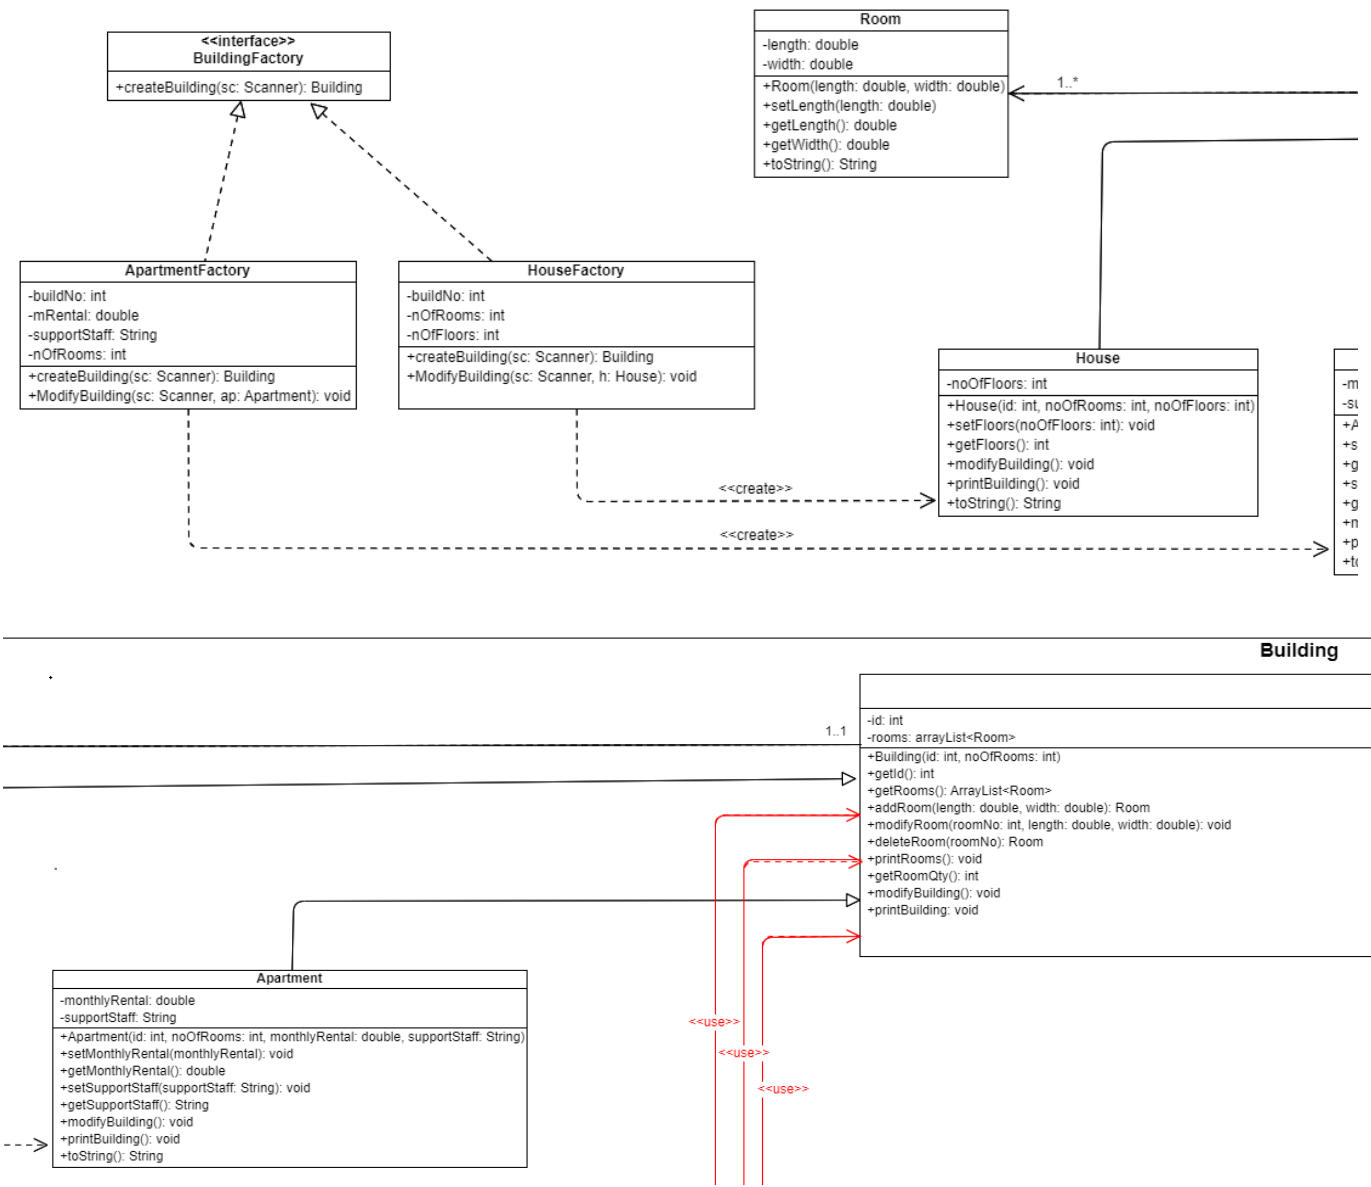 <<interface>>
BuildingFactory
+createBuilding(sc: Scanner): Building
Room
-length: double
-width: double
+Room(length: double, width: double)
+setLength(length: double)
+getLength(): double
+getWidth(): double
+toString(): String
1..*
ApartmentFactory
-buildNo: int
-mRental: double
-supportStaff: String
-nOfRooms: int
+createBuilding(sc: Scanner): Building
+ModifyBuilding(sc: Scanner, ap: Apartment): void
HouseFactory
-buildNo: int
-nOfRooms: int
-nOfFloors: int
+createBuilding(sc: Scanner): Building
+ModifyBuilding(sc: Scanner, h: House): void
House
-noOfFloors: int
+House(id: int, noOfRooms: int, noOfFloors: int)
+setFloors(noOfFloors: int): void
+getFloors(): int
+modifyBuilding(): void
+printBuilding(): void
+toString(): String
-m
-su
+A
+s
+g
+s
+g
+m
+p
+to
<<create>>
<<create>>
Building
-id: int
-rooms: arrayList<Room>
+Building(id: int, noOfRooms: int)
+getId(): int
+getRooms(): ArrayList<Room>
+addRoom(length: double, width: double): Room
+modifyRoom(roomNo: int, length: double, width: double): void
+deleteRoom(roomNo): Room
+printRooms(): void
+getRoomQty(): int
+modifyBuilding(): void
+printBuilding: void
1..1
Apartment
-monthlyRental: double
-supportStaff: String
+Apartment(id: int, noOfRooms: int, monthlyRental: double, supportStaff: String)
+setMonthlyRental(monthlyRental): void
+getMonthlyRental(): double
+setSupportStaff(supportStaff: String): void
+getSupportStaff(): String
+modifyBuilding(): void
+printBuilding(): void
+toString(): String
<<use>>
<<use>>
<<use>>